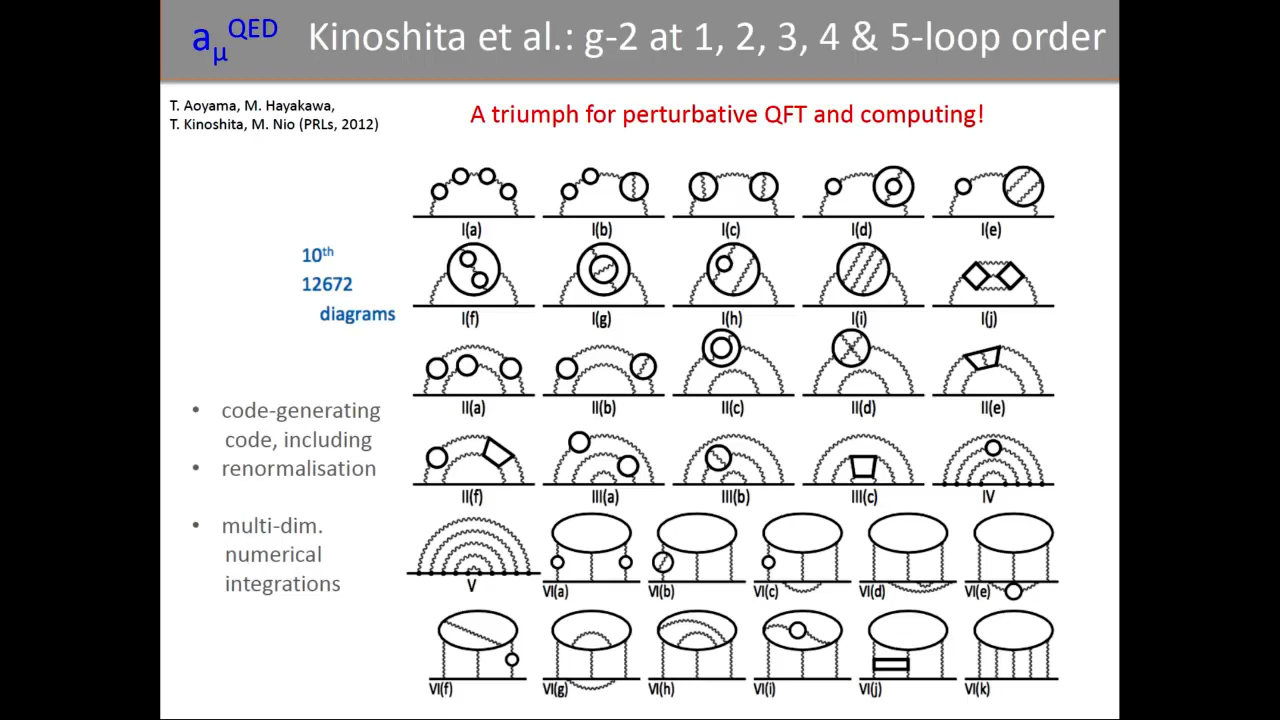 aμQED Kinoshita et al.: g-2 at 1, 2, 3, 4 & 5-loop order
T. Aoyama, M. Hayakawa,
T. Kinoshita, M. Nio (PRLs, 2012)
A triumph for perturbative QFT and computing!
I(a) I(b) I(c) I(d) I(e)
10th
12672
diagrams
I(f) I(g) I(h) I(i) I(j)
II(a) II(b) II(c) II(d) II(e)
• code-generating
code, including
• renormalisation
II(f) III(a) III(b) III(c) IV
• multi-dim.
numerical
integrations
V VI(a) VI(b) VI(c) VI(d) VI(e)
VI(f) VI(g) VI(h) VI(i) VI(j) VI(k)